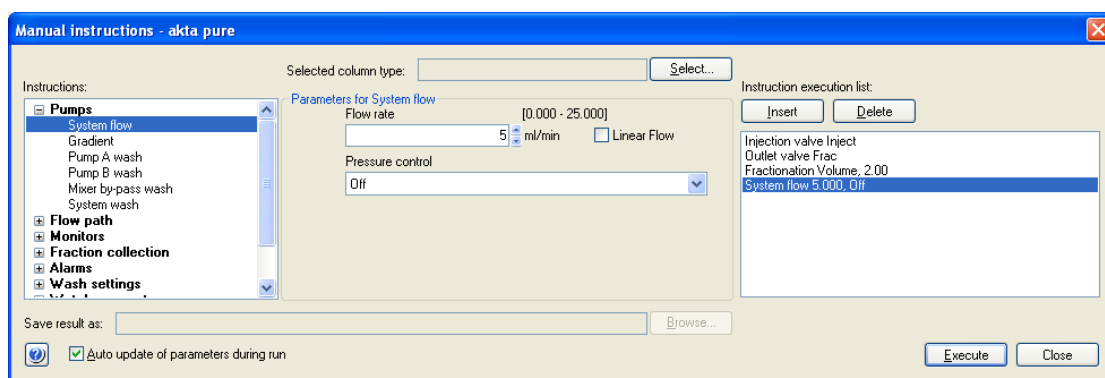 Manual instructions - akta pure
Selected column type:
Select...
Instructions:
Pumps
System flow
Gradient
Pump A wash
Pump B wash
Mixer by-pass wash
System wash
Flow path
Monitors
Fraction collection
Alarms
Wash settings
Parameters for System flow
Flow rate [0.000 - 25.000]
5 ml/min Linear Flow
Pressure control
Off
Instruction execution list:
Insert Delete
Injection valve Inject
Outlet valve Frac
Fractionation Volume, 2.00
System flow 5.000, Off
Save result as:
Browse...
? Auto update of parameters during run
Execute Close